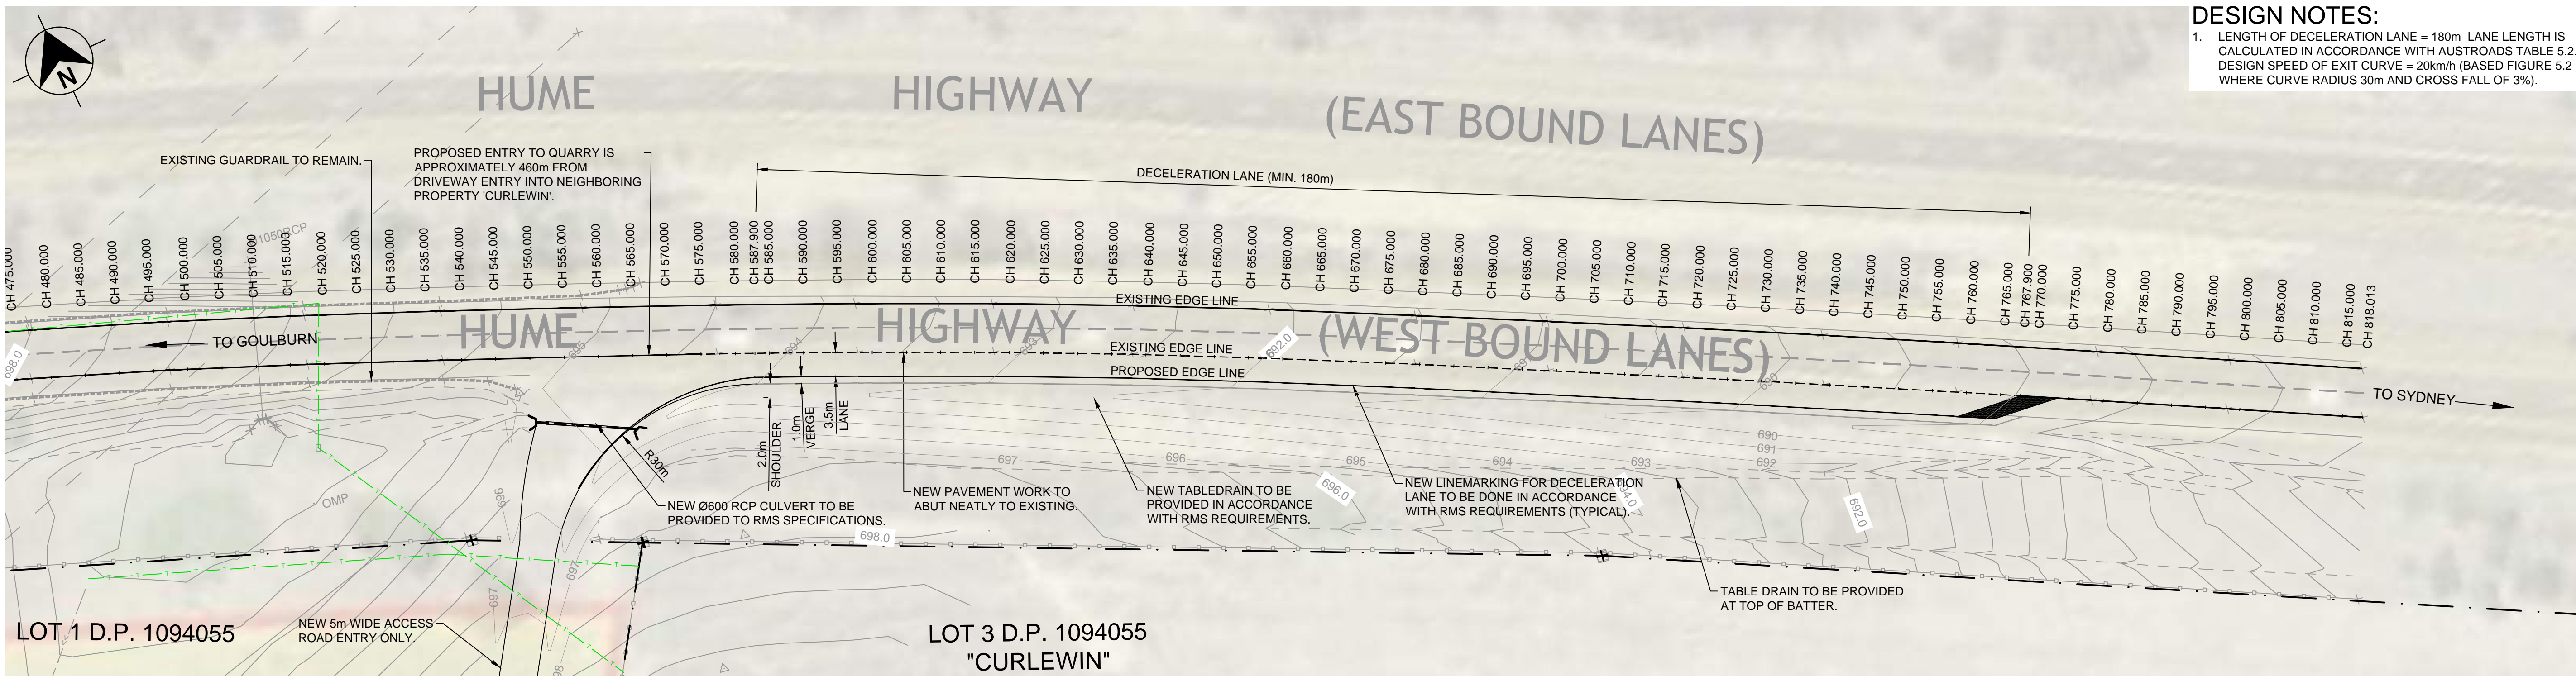 DESIGN NOTES:
1. LENGTH OF DECELERATION LANE = 180m LANE LENGTH IS
CALCULATED IN ACCORDANCE WITH AUSTROADS TABLE 5.2.
DESIGN SPEED OF EXIT CURVE = 20km/h (BASED FIGURE 5.2
WHERE CURVE RADIUS 30m AND CROSS FALL OF 3%).
N
HUME HIGHWAY (EAST BOUND LANES)
EXISTING GUARDRAIL TO REMAIN.
PROPOSED ENTRY TO QUARRY IS
APPROXIMATELY 460m FROM
DRIVEWAY ENTRY INTO NEIGHBORING
PROPERTY 'CURLEWIN'.
DECELERATION LANE (MIN. 180m)
1050RCP
CH 475.000
CH 480.000
CH 485.000
CH 490.000
CH 495.000
CH 500.000
CH 505.000
CH 510.000
CH 515.000
CH 520.000
CH 525.000
CH 530.000
CH 535.000
CH 540.000
CH 545.000
CH 550.000
CH 555.000
CH 560.000
CH 565.000
CH 570.000
CH 575.000
CH 580.000
CH 587.900
CH 585.000
CH 590.000
CH 595.000
CH 600.000
CH 605.000
CH 610.000
CH 615.000
CH 620.000
CH 625.000
CH 630.000
CH 635.000
CH 640.000
CH 645.000
CH 650.000
CH 655.000
CH 660.000
CH 665.000
CH 670.000
CH 675.000
CH 680.000
CH 685.000
CH 690.000
CH 695.000
CH 700.000
CH 705.000
CH 710.000
CH 715.000
CH 720.000
CH 725.000
CH 730.000
CH 735.000
CH 740.000
CH 745.000
CH 750.000
CH 755.000
CH 760.000
CH 765.000
CH 767.900
CH 770.000
CH 775.000
CH 780.000
CH 785.000
CH 790.000
CH 795.000
CH 800.000
CH 805.000
CH 810.000
CH 815.000
CH 818.013
EXISTING EDGE LINE
TO GOULBURN
HUME HIGHWAY (WEST BOUND LANES)
EXISTING EDGE LINE
PROPOSED EDGE LINE
TO SYDNEY
698.0
695
694
693
692.0
690
2.0m
SHOULDER
1.0m
VERGE
3.5m
LANE
R30m
690
691
692
697
696
695
694
693
696.0
694.0
692.0
OMP
696
NEW Ø600 RCP CULVERT TO BE
PROVIDED TO RMS SPECIFICATIONS.
NEW PAVEMENT WORK TO
ABUT NEATLY TO EXISTING.
NEW TABLEDRAIN TO BE
PROVIDED IN ACCORDANCE
WITH RMS REQUIREMENTS.
NEW LINEMARKING FOR DECELERATION
LANE TO BE DONE IN ACCORDANCE
WITH RMS REQUIREMENTS (TYPICAL).
698.0
697
697
698
TABLE DRAIN TO BE PROVIDED
AT TOP OF BATTER.
NEW 5m WIDE ACCESS
ROAD ENTRY ONLY.
LOT 1 D.P. 1094055
LOT 3 D.P. 1094055
"CURLEWIN"